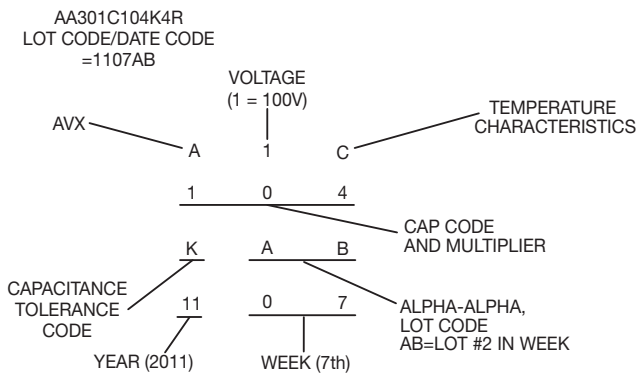 AA301C104K4R
LOT CODE/DATE CODE
=1107AB
VOLTAGE
(1 = 100V)
AVX
TEMPERATURE
CHARACTERISTICS
A 1 C
1 0 4
CAP CODE
AND MULTIPLIER
K A B
CAPACITANCE
TOLERANCE
CODE
11 0 7
ALPHA-ALPHA,
LOT CODE
AB=LOT #2 IN WEEK
YEAR (2011) WEEK (7th)